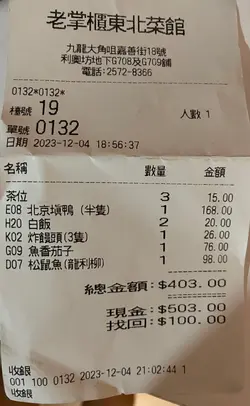 老掌櫃東北菜館
九龍大角咀嘉善街18號
利奧坊地下G708及G709舖
電話:2572-8366
0132*0132*
檯號 19 人數 1
單號 0132
日期 2023-12-04 18:56:37
名稱 數量 金額
茶位 3 15.00
E08 北京填鴨 (半隻) 1 168.00
H20 白飯 2 20.00
K02 炸饅頭(3隻) 1 26.00
G09 魚香茄子 1 76.00
D07 松鼠魚(龍利柳) 1 98.00
總金額: $403.00
現金: $503.00
找回: $100.00
收銀
001 100 0132 2023-12-04 21:02:44 1
收銀